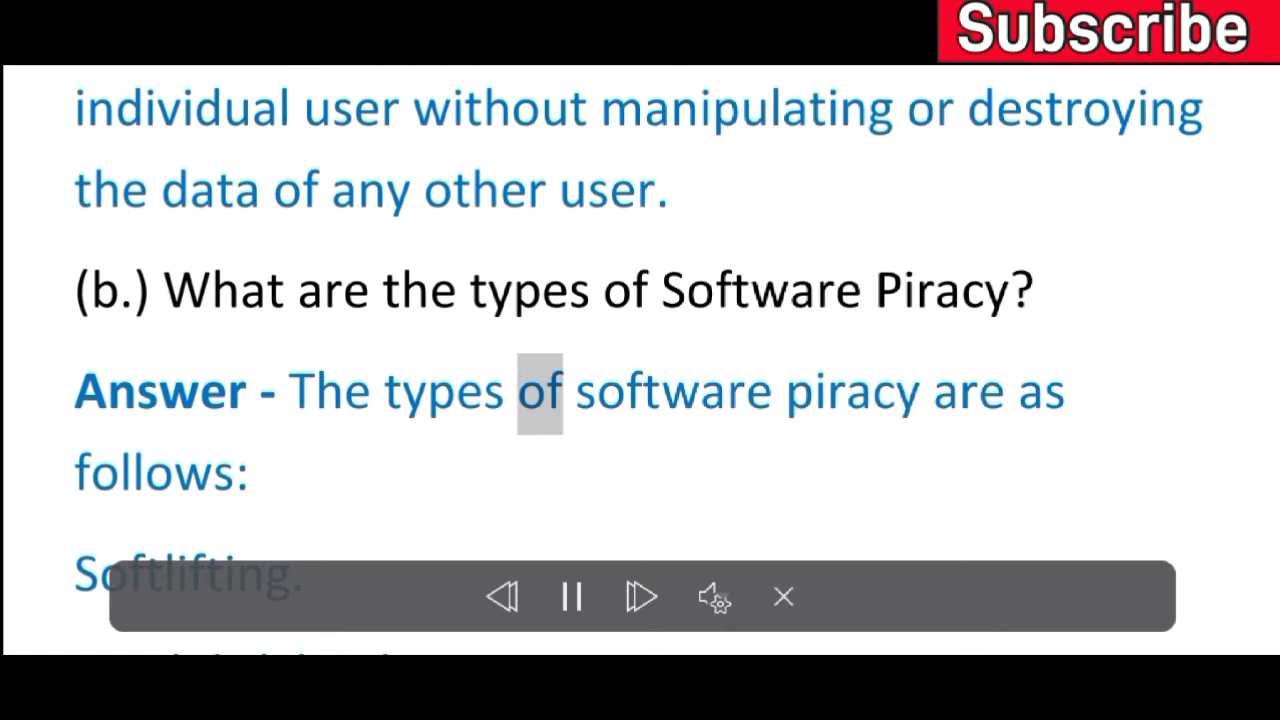 Subscribe
individual user without manipulating or destroying
the data of any other user.
(b.) What are the types of Software Piracy?
Answer - The types of software piracy are as
follows:
Softlifting.